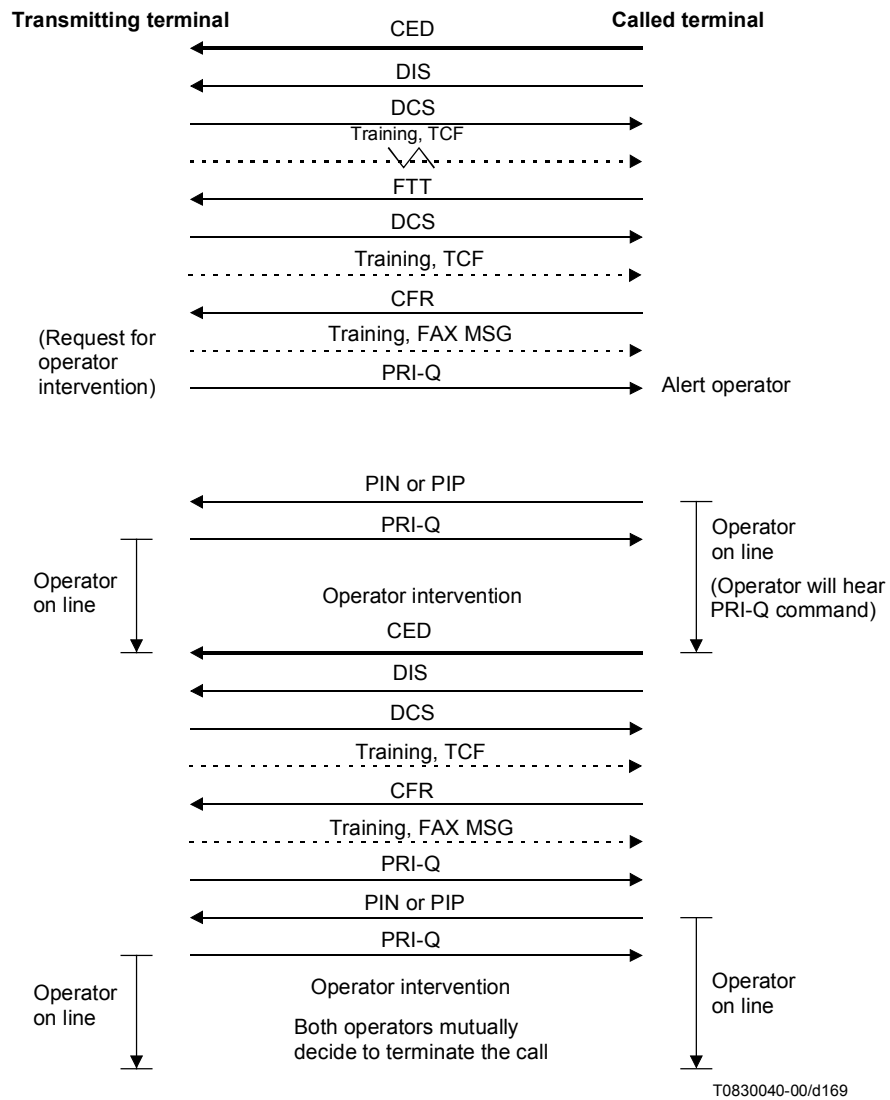 Transmitting terminal
Called terminal
CED
DIS
DCS
Training, TCF
FTT
DCS
Training, TCF
CFR
(Request for
operator
intervention)
Training, FAX MSG
PRI-Q
Alert operator
PIN or PIP
PRI-Q
Operator
on line
(Operator will hear
PRI-Q command)
Operator
on line
Operator intervention
CED
DIS
DCS
Training, TCF
CFR
Training, FAX MSG
PRI-Q
PIN or PIP
PRI-Q
Operator
on line
Operator intervention
Both operators mutually
decide to terminate the call
Operator
on line
T0830040-00/d169